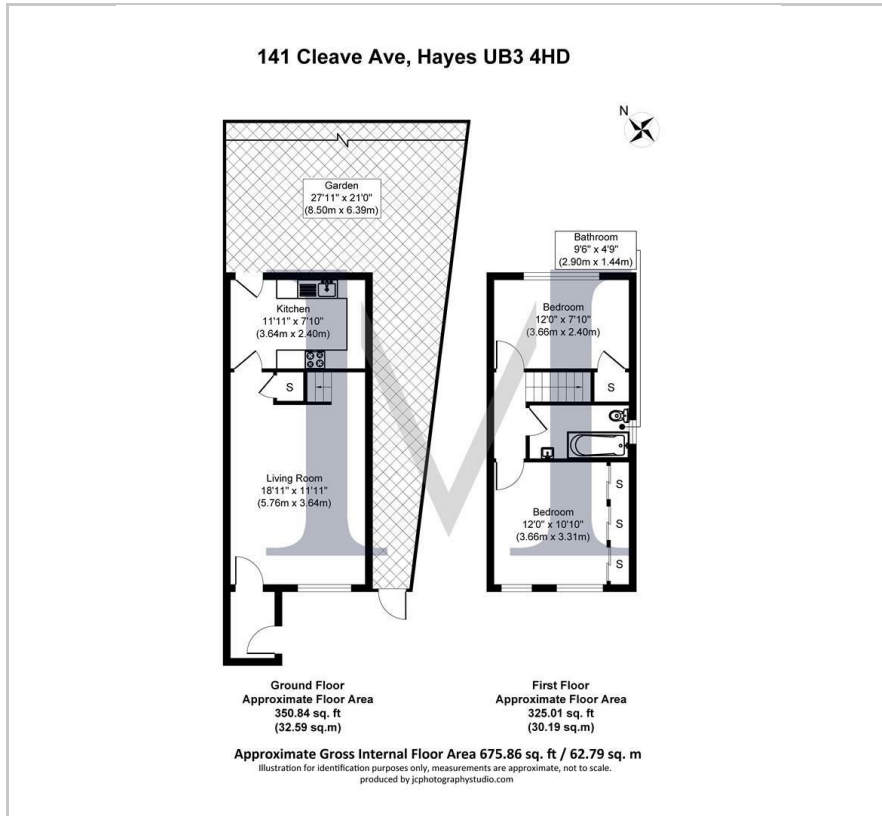 141 Cleave Ave, Hayes UB3 4HD
N
Garden
27'11" x 21'0"
(8.50m x 6.39m)
Kitchen
11'11" x 7'10"
(3.64m x 2.40m)
S
Living Room
18'11" x 11'11"
(5.76m x 3.64m)
Bathroom
9'6" x 4'9"
(2.90m x 1.44m)
Bedroom
12'0" x 7'10"
(3.66m x 2.40m)
S
Bedroom
12'0" x 10'10"
(3.66m x 3.31m)
S
S
S
Ground Floor
Approximate Floor Area
350.84 sq. ft
(32.59 sq.m)
First Floor
Approximate Floor Area
325.01 sq. ft
(30.19 sq.m)
Approximate Gross Internal Floor Area 675.86 sq. ft / 62.79 sq. m
Illustration for identification purposes only, measurements are approximate, not to scale.
produced by jcphotographystudio.com
IVI